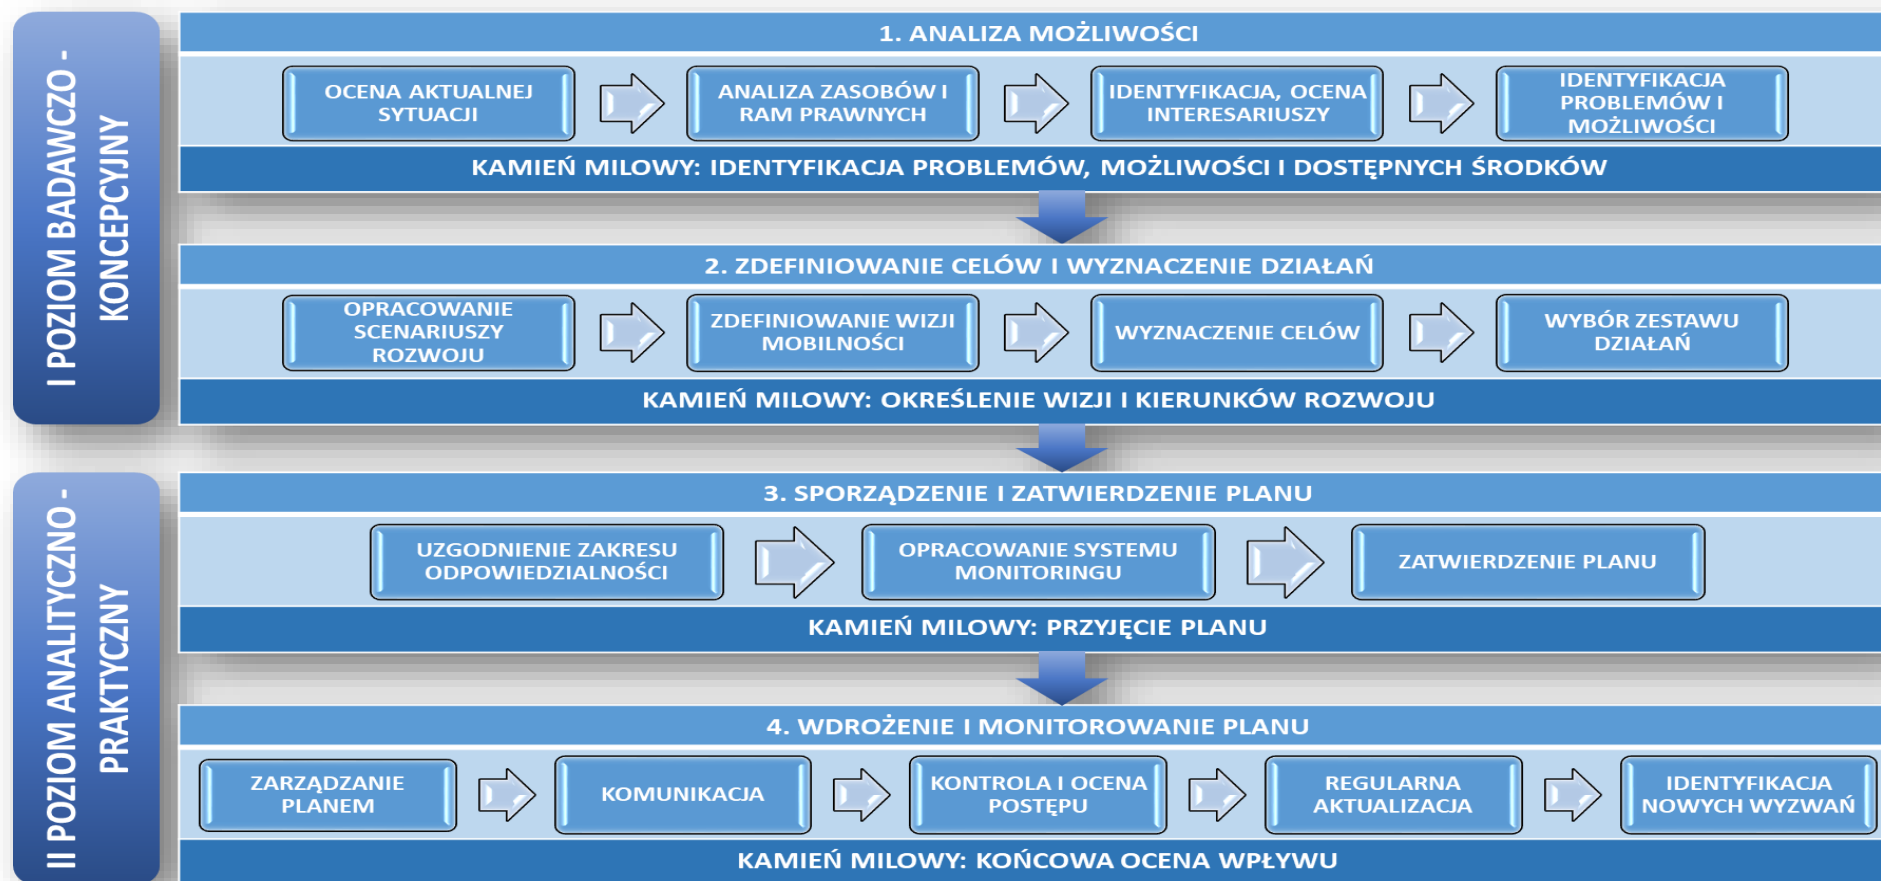 I POZIOM BADAWCZO -
KONCEPCYJNY
1. ANALIZA MOŻLIWOŚCI
OCENA AKTUALNEJ
SYTUACJI
ANALIZA ZASOBÓW I
RAM PRAWNYCH
IDENTYFIKACJA, OCENA
INTERESARIUSZY
IDENTYFIKACJA
PROBLEMÓW I
MOŻLIWOŚCI
KAMIEŃ MILOWY: IDENTYFIKACJA PROBLEMÓW, MOŻLIWOŚCI I DOSTĘPNYCH ŚRODKÓW
2. ZDEFINIOWANIE CELÓW I WYZNACZENIE DZIAŁAŃ
OPRACOWANIE
SCENARIUSZY
ROZWOJU
ZDEFINIOWANIE WIZJI
MOBILNOŚCI
WYZNACZENIE CELÓW
WYBÓR ZESTAWU
DZIAŁAŃ
KAMIEŃ MILOWY: OKREŚLENIE WIZJI I KIERUNKÓW ROZWOJU
II POZIOM ANALITYCZNO -
PRAKTYCZNY
3. SPORZĄDZENIE I ZATWIERDZENIE PLANU
UZGODNIENIE ZAKRESU
ODPOWIEDZIALNOŚCI
OPRACOWANIE SYSTEMU
MONITORINGU
ZATWIERDZENIE PLANU
KAMIEŃ MILOWY: PRZYJĘCIE PLANU
4. WDROŻENIE I MONITOROWANIE PLANU
ZARZĄDZANIE
PLANEM
KOMUNIKACJA
KONTROLA I OCENA
POSTĘPU
REGULARNA
AKTUALIZACJA
IDENTYFIKACJA
NOWYCH WYZWAŃ
KAMIEŃ MILOWY: KOŃCOWA OCENA WPŁYWU